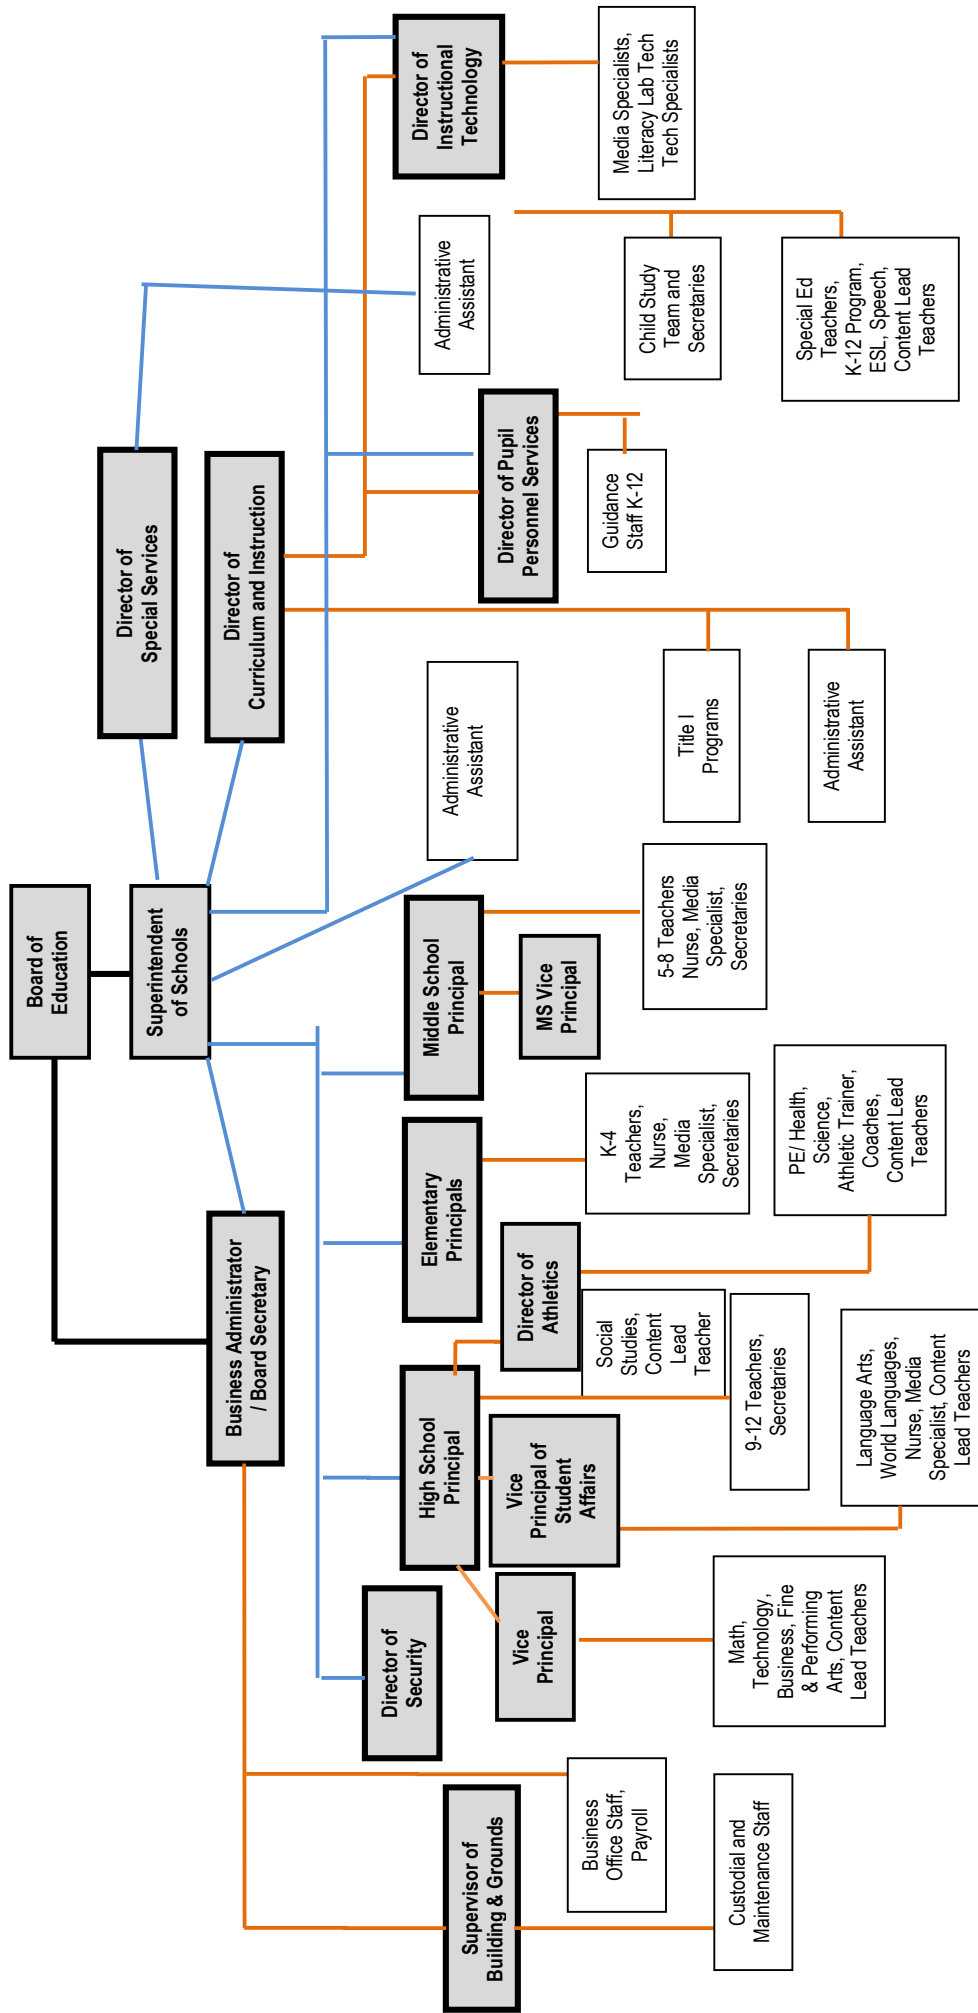 Board of
Education
Superintendent
of Schools
Business Administrator
/ Board Secretary
Director of
Special Services
Director of
Curriculum and Instruction
Supervisor of
Building & Grounds
Director of
Security
High School
Principal
Elementary
Principals
Middle School
Principal
Administrative
Assistant
Director of Pupil
Personnel Services
Administrative
Assistant
Director of
Instructional
Technology
Vice
Principal
Vice
Principal of
Student
Affairs
Director of
Athletics
MS Vice
Principal
Business
Office Staff,
Payroll
Custodial and
Maintenance Staff
Math,
Technology,
Business, Fine
& Performing
Arts, Content
Lead Teachers
Language Arts,
World Languages,
Nurse, Media
Specialist, Content
Lead Teachers
9-12 Teachers,
Secretaries
Social
Studies,
Content
Lead
Teacher
PE/ Health,
Science,
Athletic Trainer,
Coaches,
Content Lead
Teachers
K-4
Teachers,
Nurse,
Media
Specialist,
Secretaries
5-8 Teachers
Nurse, Media
Specialist,
Secretaries
Title I
Programs
Administrative
Assistant
Guidance
Staff K-12
Child Study
Team and
Secretaries
Special Ed
Teachers,
K-12 Program,
ESL, Speech,
Content Lead
Teachers
Media Specialists,
Literacy Lab Tech
Tech Specialists